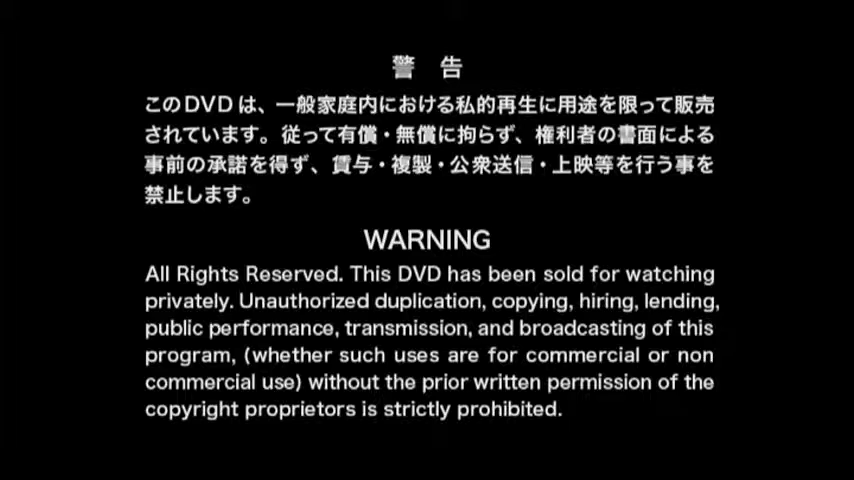 警 告
このDVDは、一般家庭内における私的再生に用途を限って販売
されています。従って有償・無償に拘らず、権利者の書面による
事前の承諾を得ず、賃与・複製・公衆送信・上映等を行う事を
禁止します。
WARNING
All Rights Reserved. This DVD has been sold for watching
privately. Unauthorized duplication, copying, hiring, lending,
public performance, transmission, and broadcasting of this
program, (whether such uses are for commercial or non
commercial use) without the prior written permission of the
copyright proprietors is strictly prohibited.